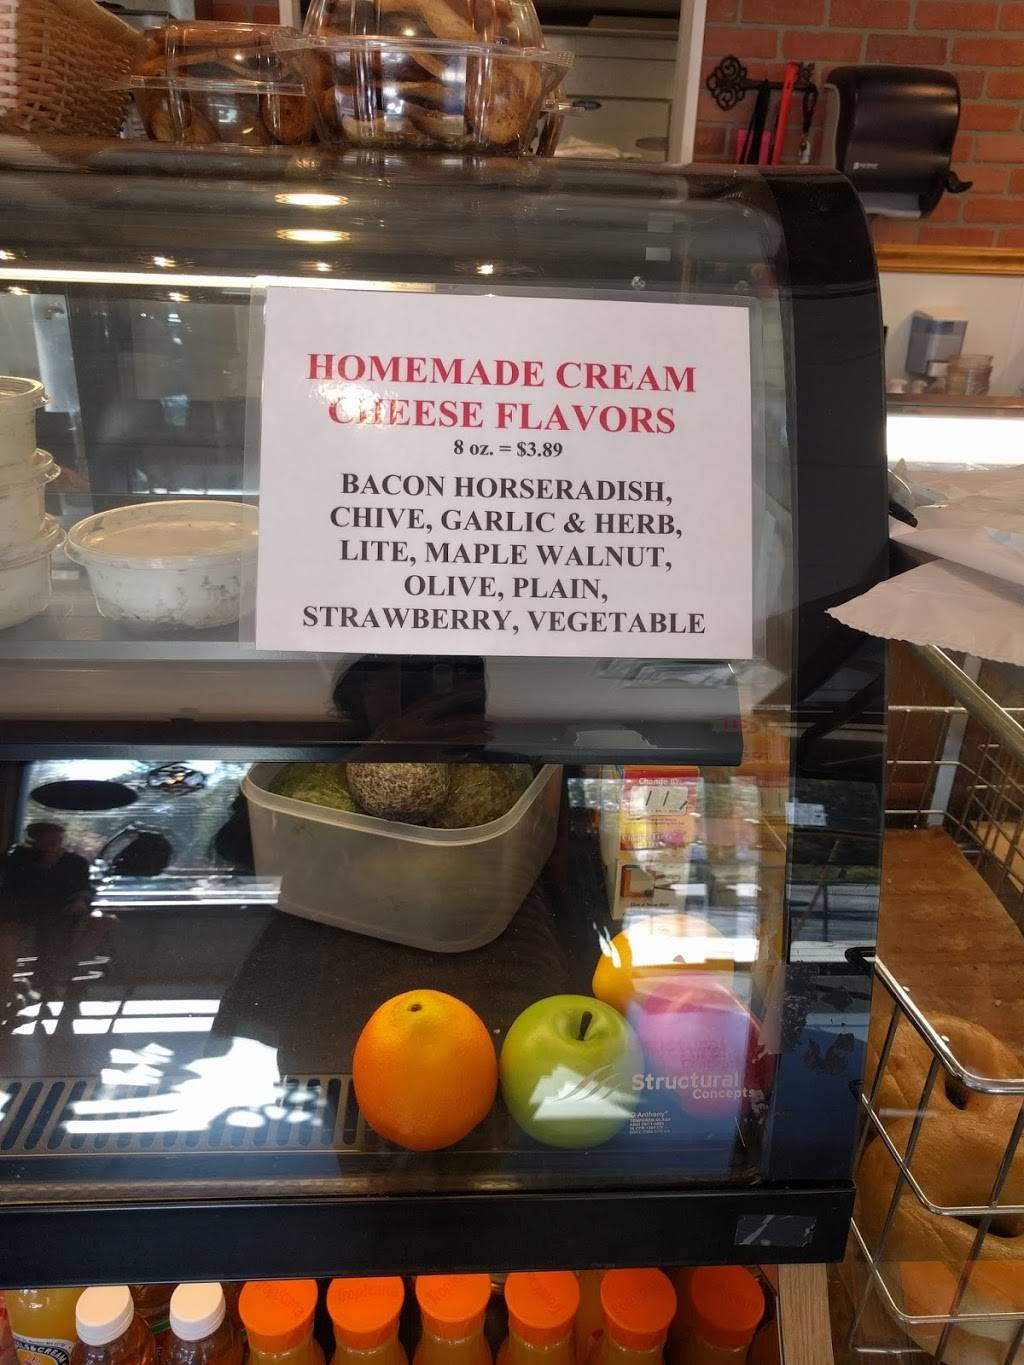 HOMEMADE CREAM
CHEESE FLAVORS
8 oz. = $3.89
BACON HORSERADISH,
CHIVE, GARLIC & HERB,
LITE, MAPLE WALNUT,
OLIVE, PLAIN,
STRAWBERRY, VEGETABLE
Structural
Concepts